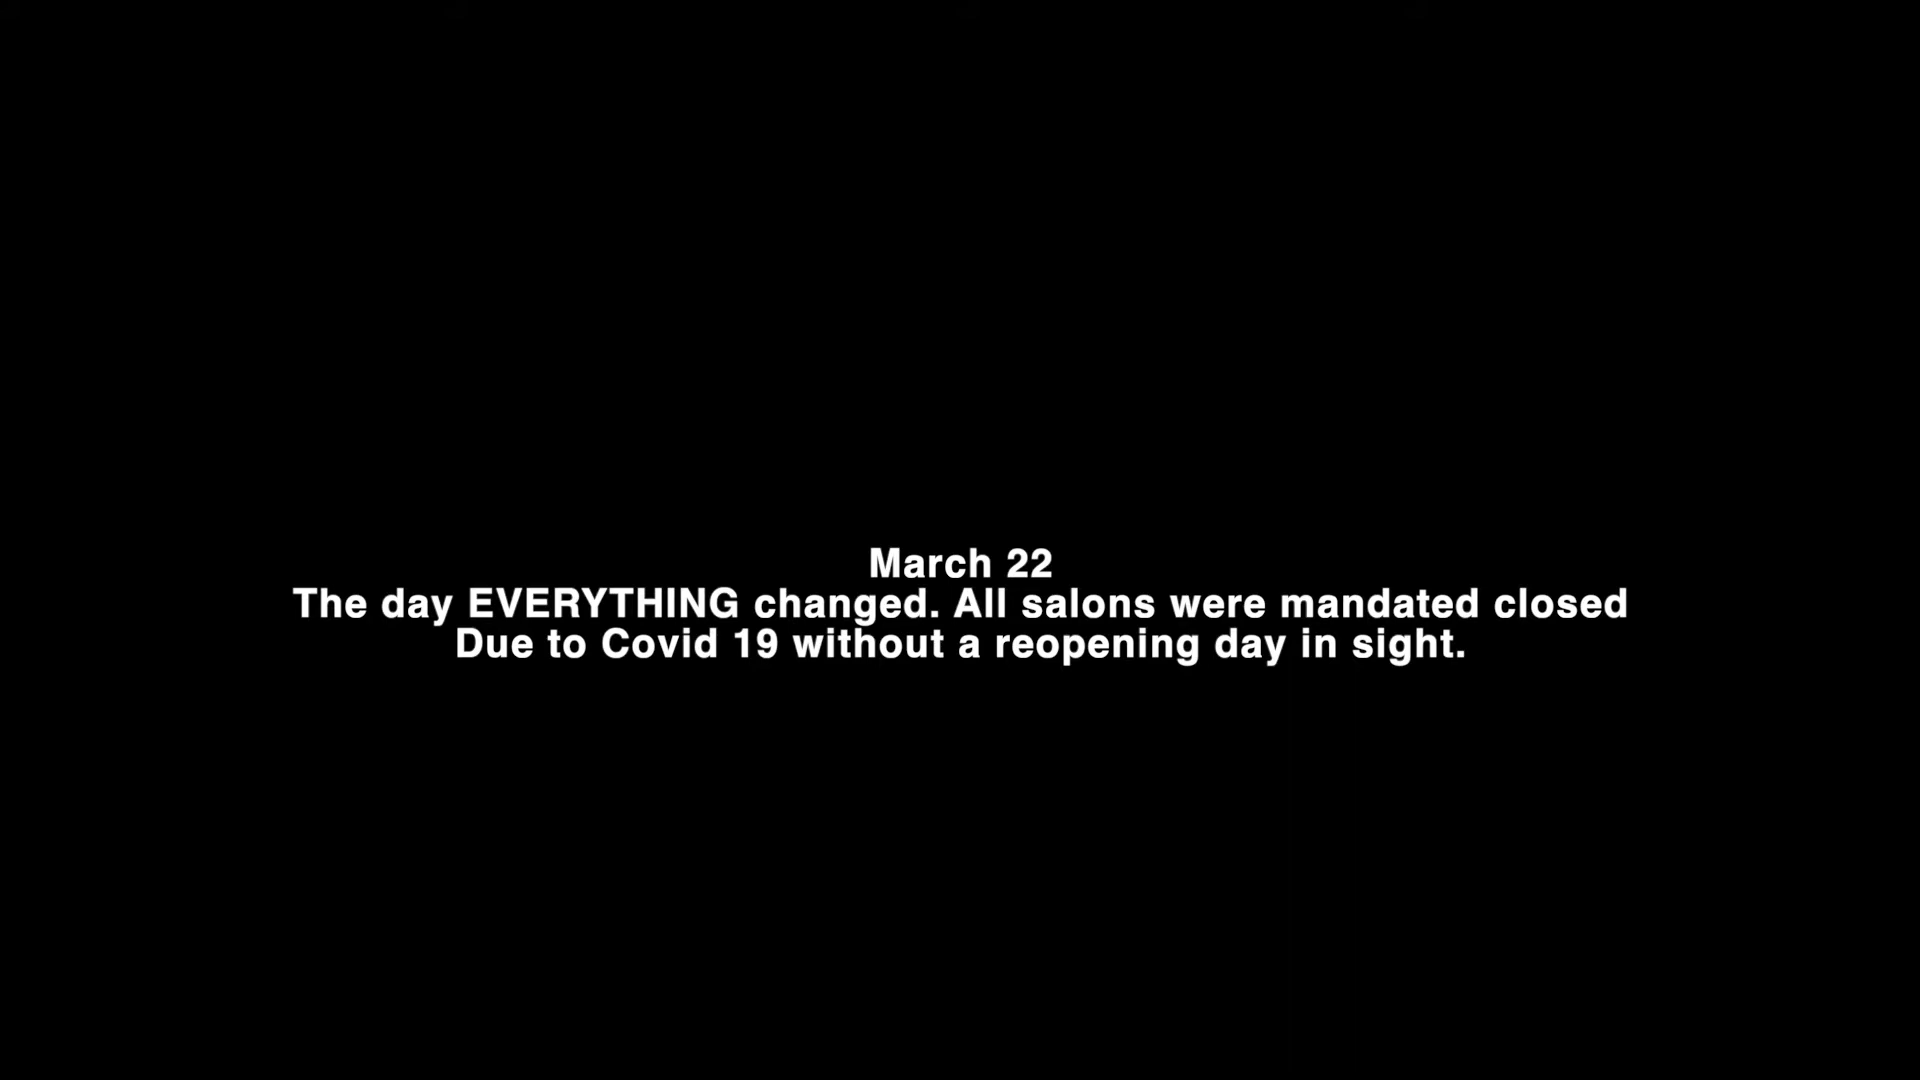 March 22
The day EVERYTHING changed. All salons were mandated closed
Due to Covid 19 without a reopening day in sight.